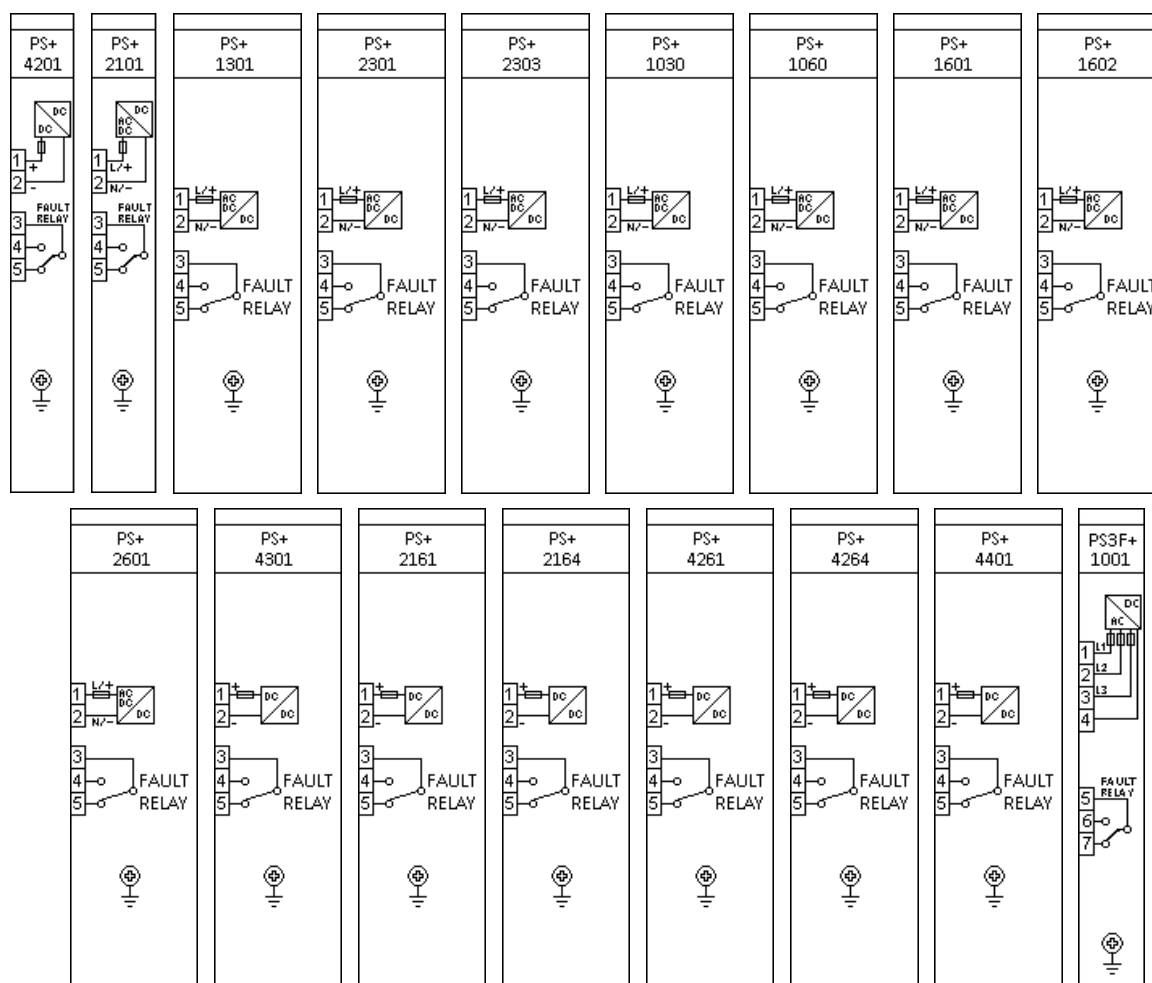 PS+
4201
DC
DC
1
+
2
-
FAULT
RELAY
3
4
5
PS+
2101
DC
AC
DC
1
L/+
2
N/-
FAULT
RELAY
3
4
5
PS+
1301
1
L/+
AC
DC
2
N/-
DC
3
4
FAULT
5
RELAY
PS+
2301
1
L/+
AC
DC
2
N/-
DC
3
4
FAULT
5
RELAY
PS+
2303
1
L/+
AC
DC
2
N/-
DC
3
4
FAULT
5
RELAY
PS+
1030
1
L/+
AC
DC
2
N/-
DC
3
4
FAULT
5
RELAY
PS+
1060
1
L/+
AC
DC
2
N/-
DC
3
4
FAULT
5
RELAY
PS+
1601
1
L/+
AC
DC
2
N/-
DC
3
4
FAULT
5
RELAY
PS+
1602
1
L/+
AC
DC
2
N/-
DC
3
4
FAULT
5
RELAY
PS+
2601
1
L/+
AC
DC
2
N/-
DC
3
4
FAULT
5
RELAY
PS+
4301
1
+
DC
2
-
DC
3
4
FAULT
5
RELAY
PS+
2161
1
+
DC
2
-
DC
3
4
FAULT
5
RELAY
PS+
2164
1
+
DC
2
-
DC
3
4
FAULT
5
RELAY
PS+
4261
1
+
DC
2
-
DC
3
4
FAULT
5
RELAY
PS+
4264
1
+
DC
2
-
DC
3
4
FAULT
5
RELAY
PS+
4401
1
+
DC
2
-
DC
3
4
FAULT
5
RELAY
PS3F+
1001
DC
AC
1
L1
2
L2
3
L3
4
FAULT
RELAY
5
6
7